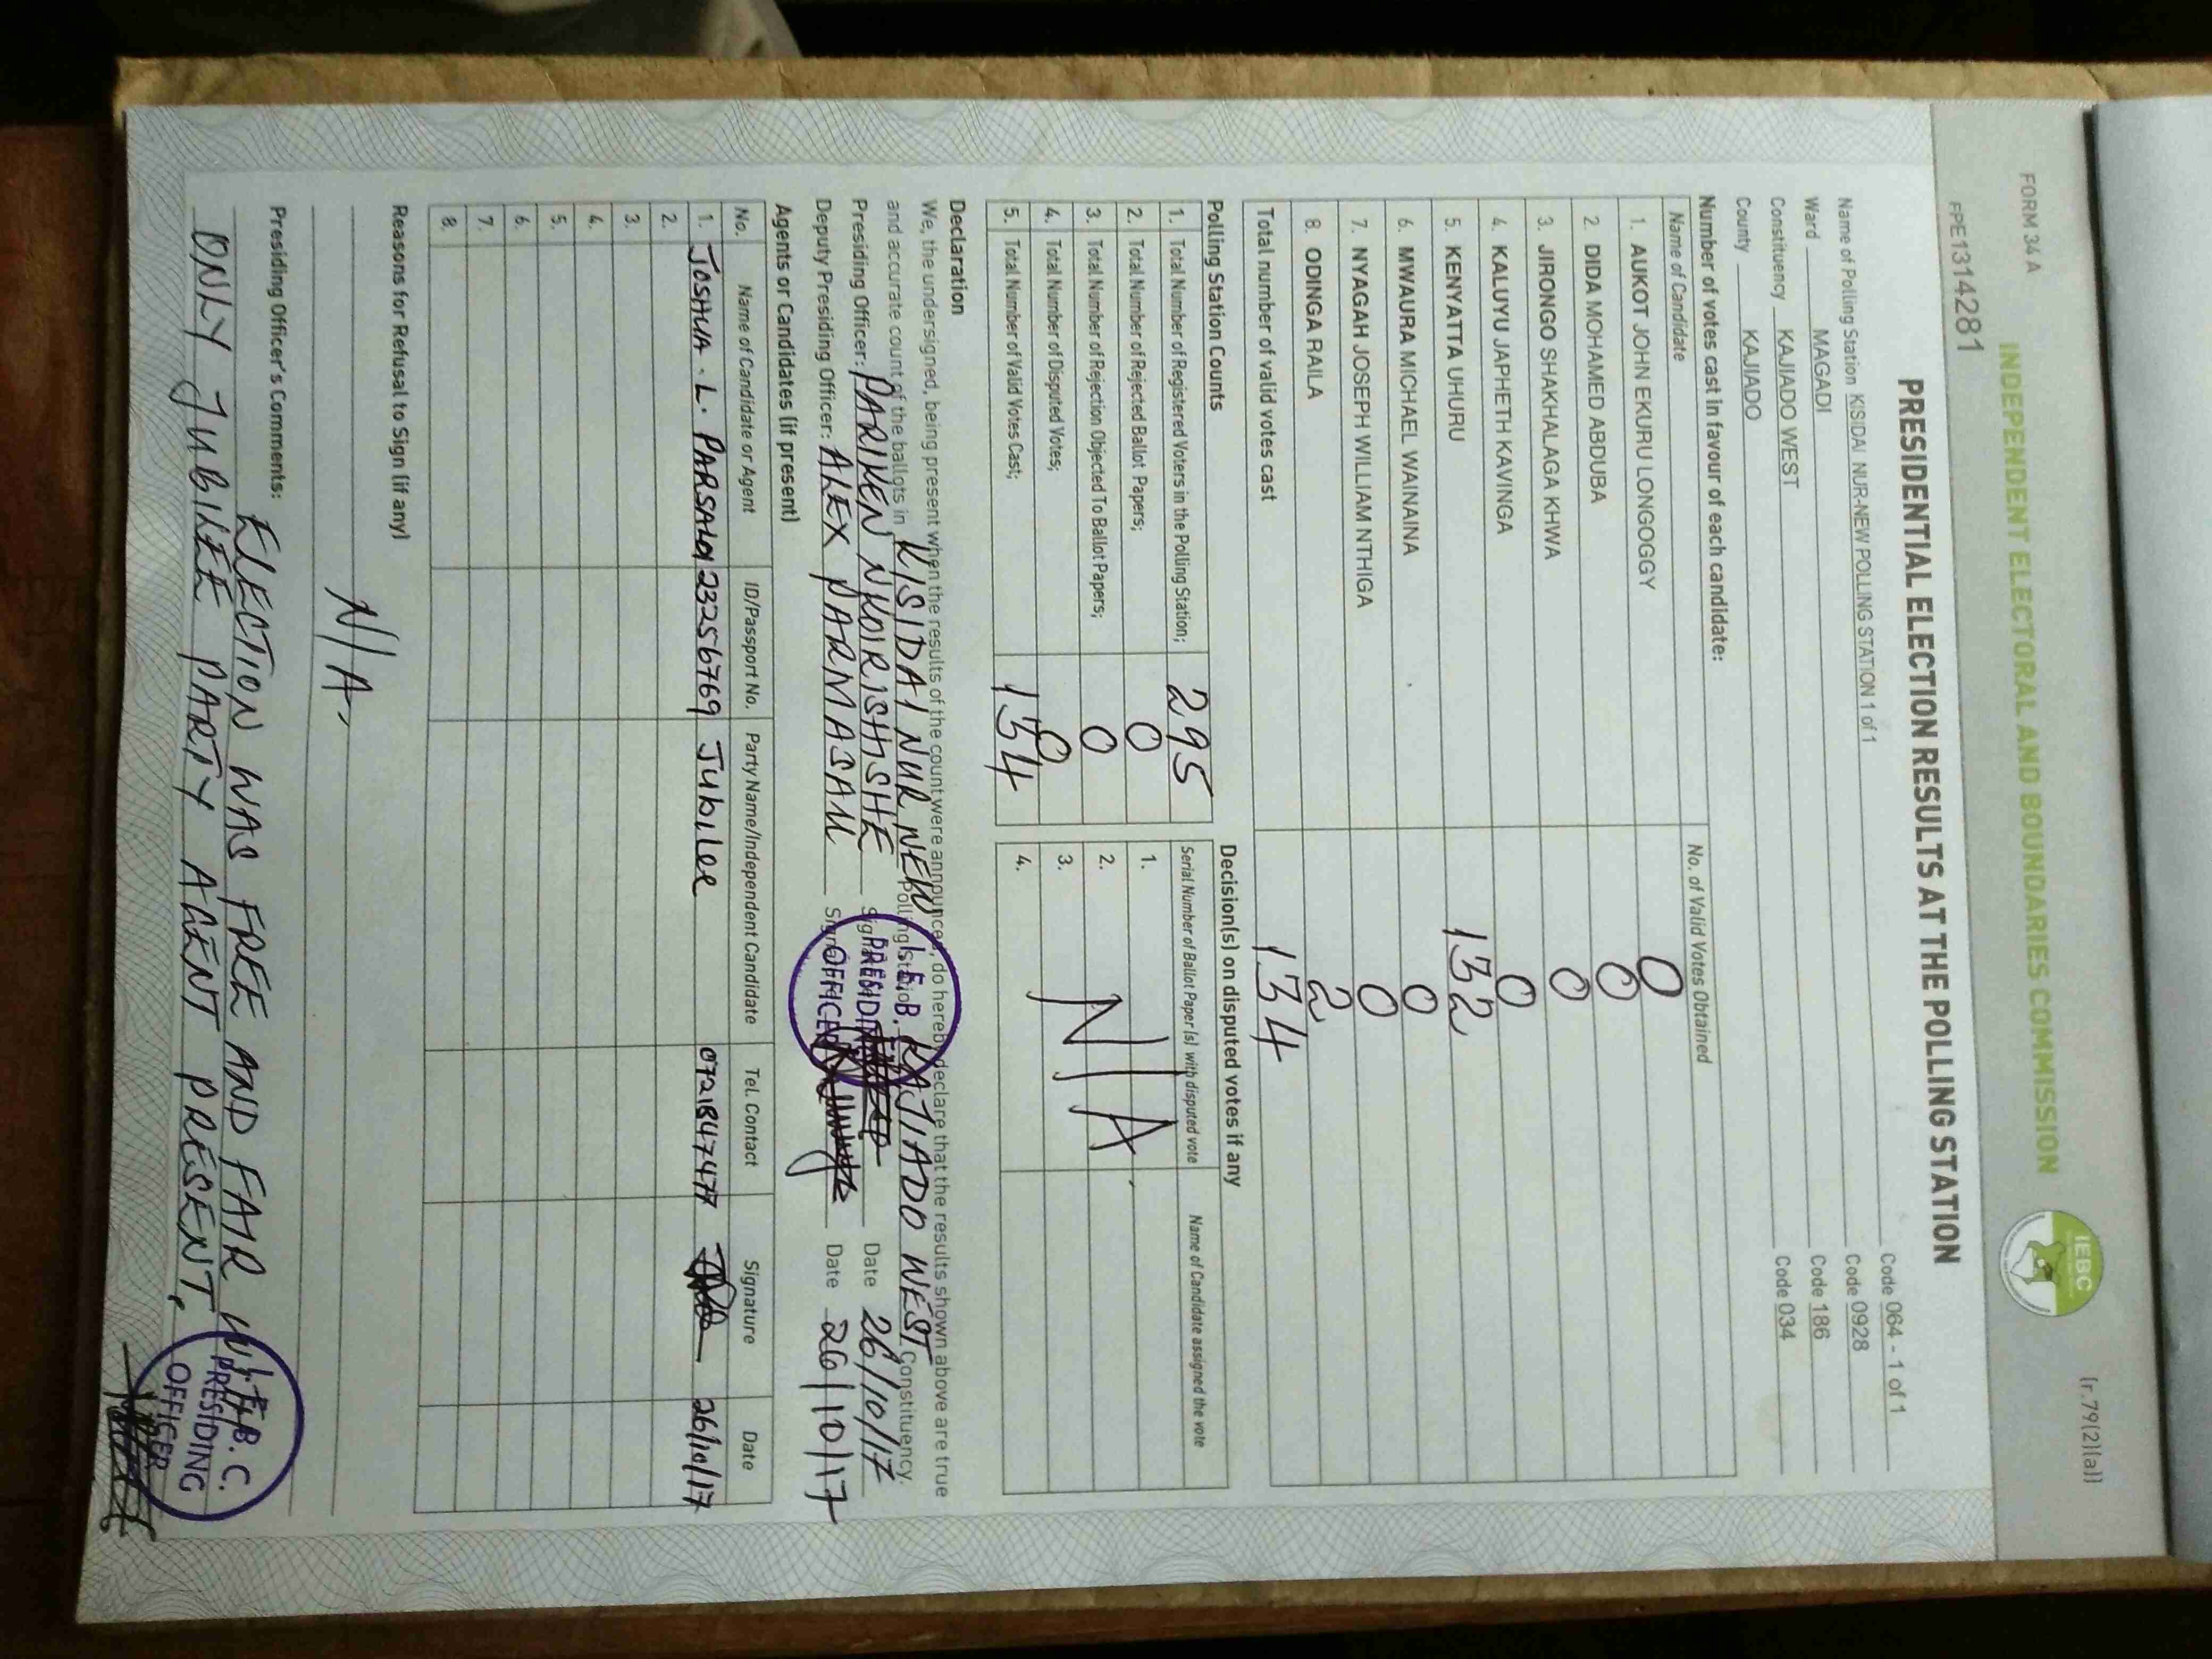 FORM 34 A
(r.79(2)(a))
INDEPENDENT ELECTORAL AND BOUNDARIES COMMISSION
IEBC
FPE1314281
PRESIDENTIAL ELECTION RESULTS AT THE POLLING STATION
Name of Polling Station KISIDAI NUR-NEW POLLING STATION 1 of 1 Code 064 - 1 of 1
Ward MAGADI Code 0928
Constituency KAJIADO WEST Code 186
County KAJIADO Code 034
Number of votes cast in favour of each candidate:
Name of Candidate No. of Valid Votes Obtained
1. AUKOT JOHN EKURU LONGOGGY 0
2. DIDA MOHAMED ABDUBA 0
3. JIRONGO SHAKHALAGA KHWA 0
4. KALUYU JAPHETH KAVINGA 0
5. KENYATTA UHURU 132
6. MWAURA MICHAEL WAINAINA 0
7. NYAGAH JOSEPH WILLIAM NTHIGA 0
8. ODINGA RAILA 2
Total number of valid votes cast 134
Polling Station Counts
1. Total Number of Registered Voters in the Polling Station; 295
2. Total Number of Rejected Ballot Papers; 0
3. Total Number of Rejection Objected To Ballot Papers; 0
4. Total Number of Disputed Votes; 0
5. Total Number of Valid Votes Cast; 134
Decision(s) on disputed votes if any
Serial Number of Ballot Paper (s) with disputed vote Name of Candidate assigned the vote
1.
2.
3.
4.
N/A
Declaration
We, the undersigned, being present when the results of the count were announced, do hereby declare that the results shown above are true
and accurate count of the ballots in KISIDAI NUR NEW Polling Station, KAJIADO WEST Constituency.
Presiding Officer: PARIKEN NKOIRISHISHE Signature Date 26/10/17
Deputy Presiding Officer: ALEX PARMASAU Signature Date 26/10/17
I.E.B.C.
PRESIDING
OFFICER
Agents or Candidates (if present)
No. Name of Candidate or Agent ID/Passport No. Party Name/Independent Candidate Tel. Contact Signature Date
1. JOSHUA. L. 23256769 Jubilee 0721847477 26/10/17
2.
3.
4.
5.
6.
7.
8.
Reasons for Refusal to Sign (if any)
N/A.
Presiding Officer's Comments: ELECTION WAS FREE AND FAIR
ONLY JUBILEE PARTY AGENT PRESENT.
I.E.B.C.
PRESIDING
OFFICER